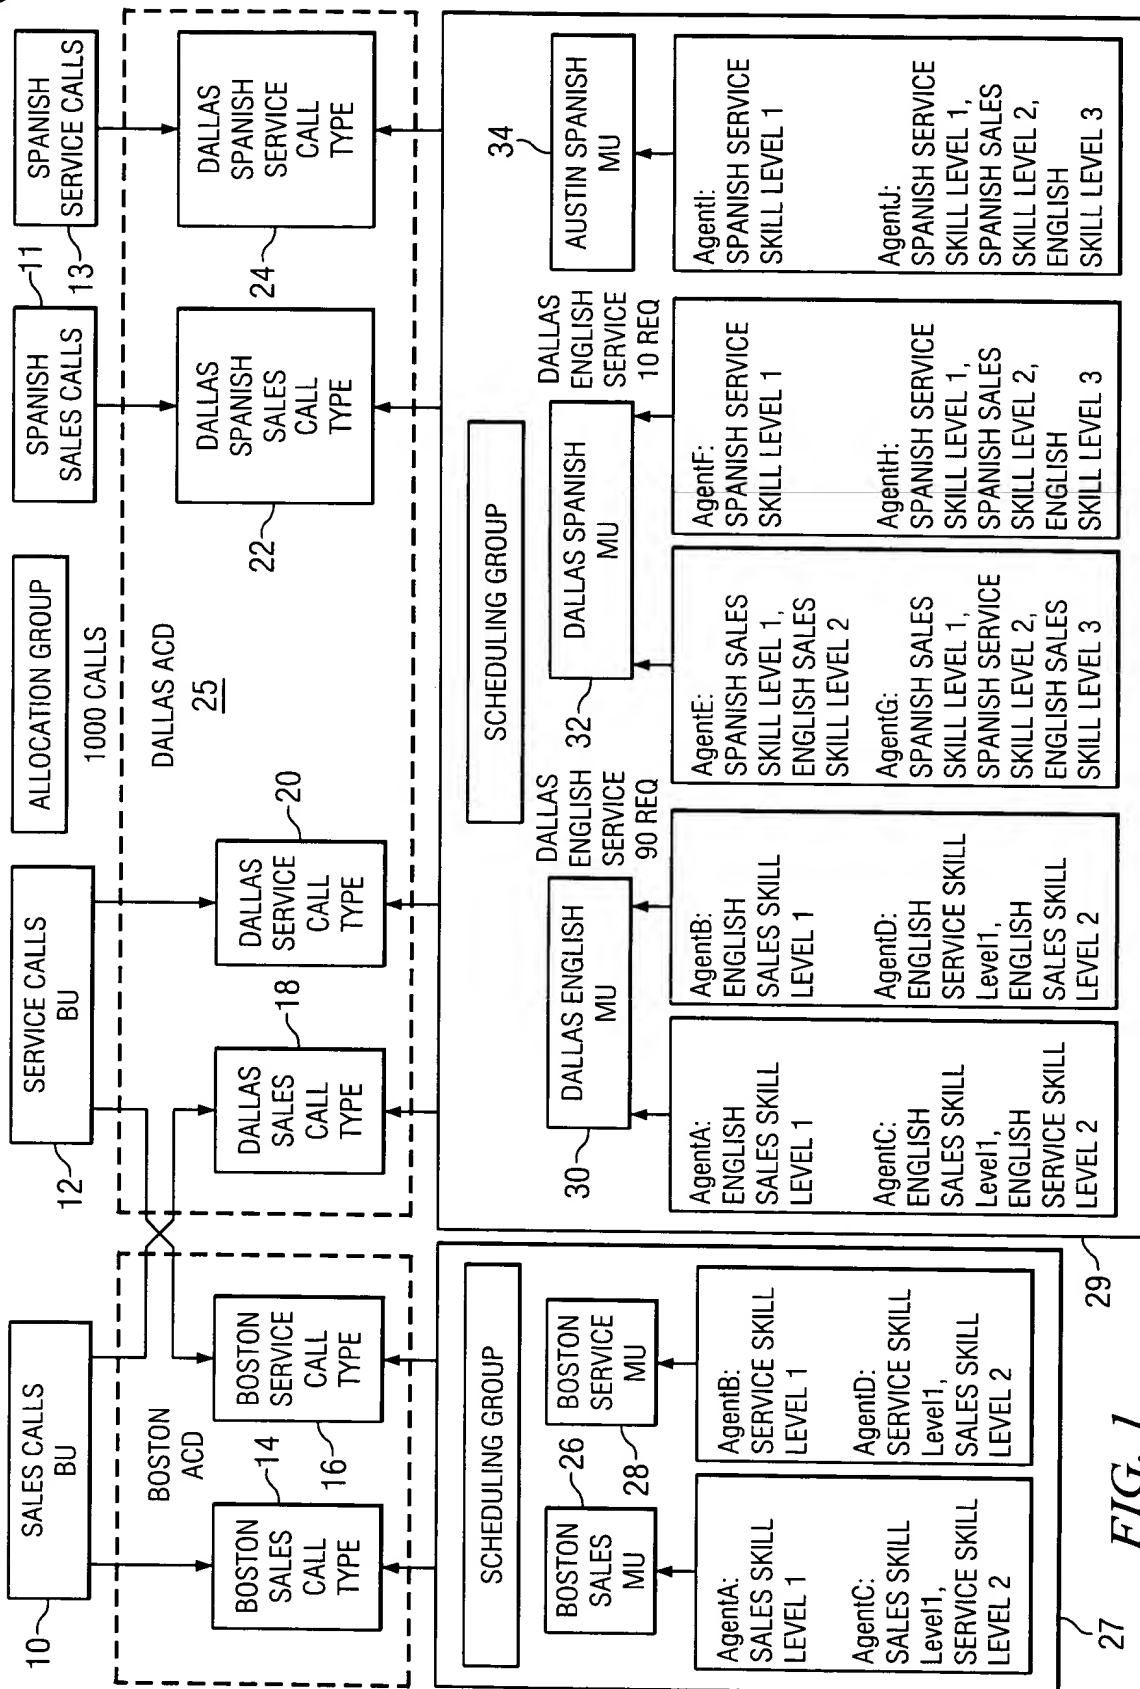 SALES CALLS
BU
10
SERVICE CALLS
BU
12
ALLOCATION GROUP
1000 CALLS
SPANISH
SALES CALLS
11
SPANISH
SERVICE CALLS
13
BOSTON
ACD
BOSTON
SALES
CALL
TYPE
14
BOSTON
SERVICE
CALL
TYPE
16
DALLAS
SALES
CALL
TYPE
18
DALLAS
SERVICE
CALL
TYPE
20
DALLAS ACD
25
DALLAS
SPANISH
SALES
CALL
TYPE
22
DALLAS
SPANISH
SERVICE
CALL
TYPE
24
SCHEDULING GROUP
BOSTON
SALES
MU
26
BOSTON
SERVICE
MU
28
AgentA:
SALES SKILL
LEVEL 1
AgentC:
SALES SKILL
Level1,
SERVICE SKILL
LEVEL 2
AgentB:
SERVICE SKILL
LEVEL 1
AgentD:
SERVICE SKILL
Level1,
SALES SKILL
LEVEL 2
27
SCHEDULING GROUP
DALLAS ENGLISH
MU
30
DALLAS
ENGLISH
SERVICE
90 REQ
DALLAS SPANISH
MU
32
DALLAS
ENGLISH
SERVICE
10 REQ
AUSTIN SPANISH
MU
34
AgentA:
ENGLISH
SALES SKILL
LEVEL 1
AgentC:
ENGLISH
SALES SKILL
Level1,
ENGLISH
SERVICE SKILL
LEVEL 2
AgentB:
ENGLISH
SALES SKILL
LEVEL 1
AgentD:
ENGLISH
SERVICE SKILL
Level1,
ENGLISH
SALES SKILL
LEVEL 2
AgentE:
SPANISH SALES
SKILL LEVEL 1,
ENGLISH SALES
SKILL LEVEL 2
AgentG:
SPANISH SALES
SKILL LEVEL 1,
SPANISH SERVICE
SKILL LEVEL 2,
ENGLISH SALES
SKILL LEVEL 3
AgentF:
SPANISH SERVICE
SKILL LEVEL 1
AgentH:
SPANISH SERVICE
SKILL LEVEL 1,
SPANISH SALES
SKILL LEVEL 2,
ENGLISH
SKILL LEVEL 3
AgentI:
SPANISH SERVICE
SKILL LEVEL 1
AgentJ:
SPANISH SERVICE
SKILL LEVEL 1,
SPANISH SALES
SKILL LEVEL 2,
ENGLISH
SKILL LEVEL 3
29
FIG. 1